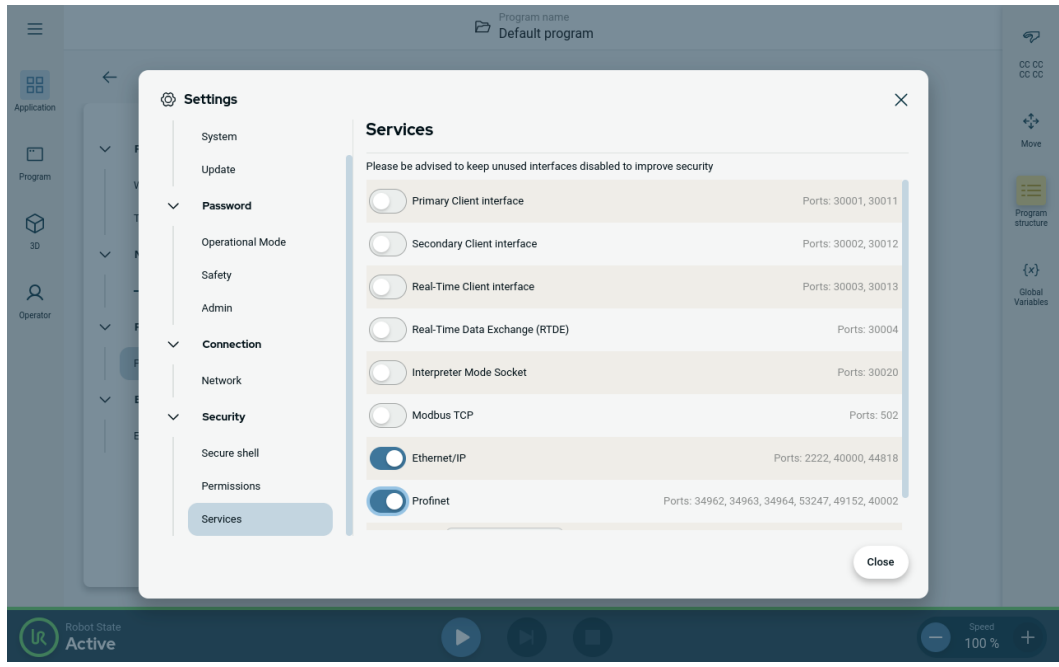 Program name
Default program
Application
Program
3D
Operator
CC CC
CC CC
Move
Program
structure
{x}
Global
Variables
Settings
System
Update
Password
Operational Mode
Safety
Admin
Connection
Network
Security
Secure shell
Permissions
Services
Services
Please be advised to keep unused interfaces disabled to improve security
Primary Client interface Ports: 30001, 30011
Secondary Client interface Ports: 30002, 30012
Real-Time Client interface Ports: 30003, 30013
Real-Time Data Exchange (RTDE) Ports: 30004
Interpreter Mode Socket Ports: 30020
Modbus TCP Ports: 502
Ethernet/IP Ports: 2222, 40000, 44818
Profinet Ports: 34962, 34963, 34964, 53247, 49152, 40002
Close
UR
Robot State
Active
Speed
100 %